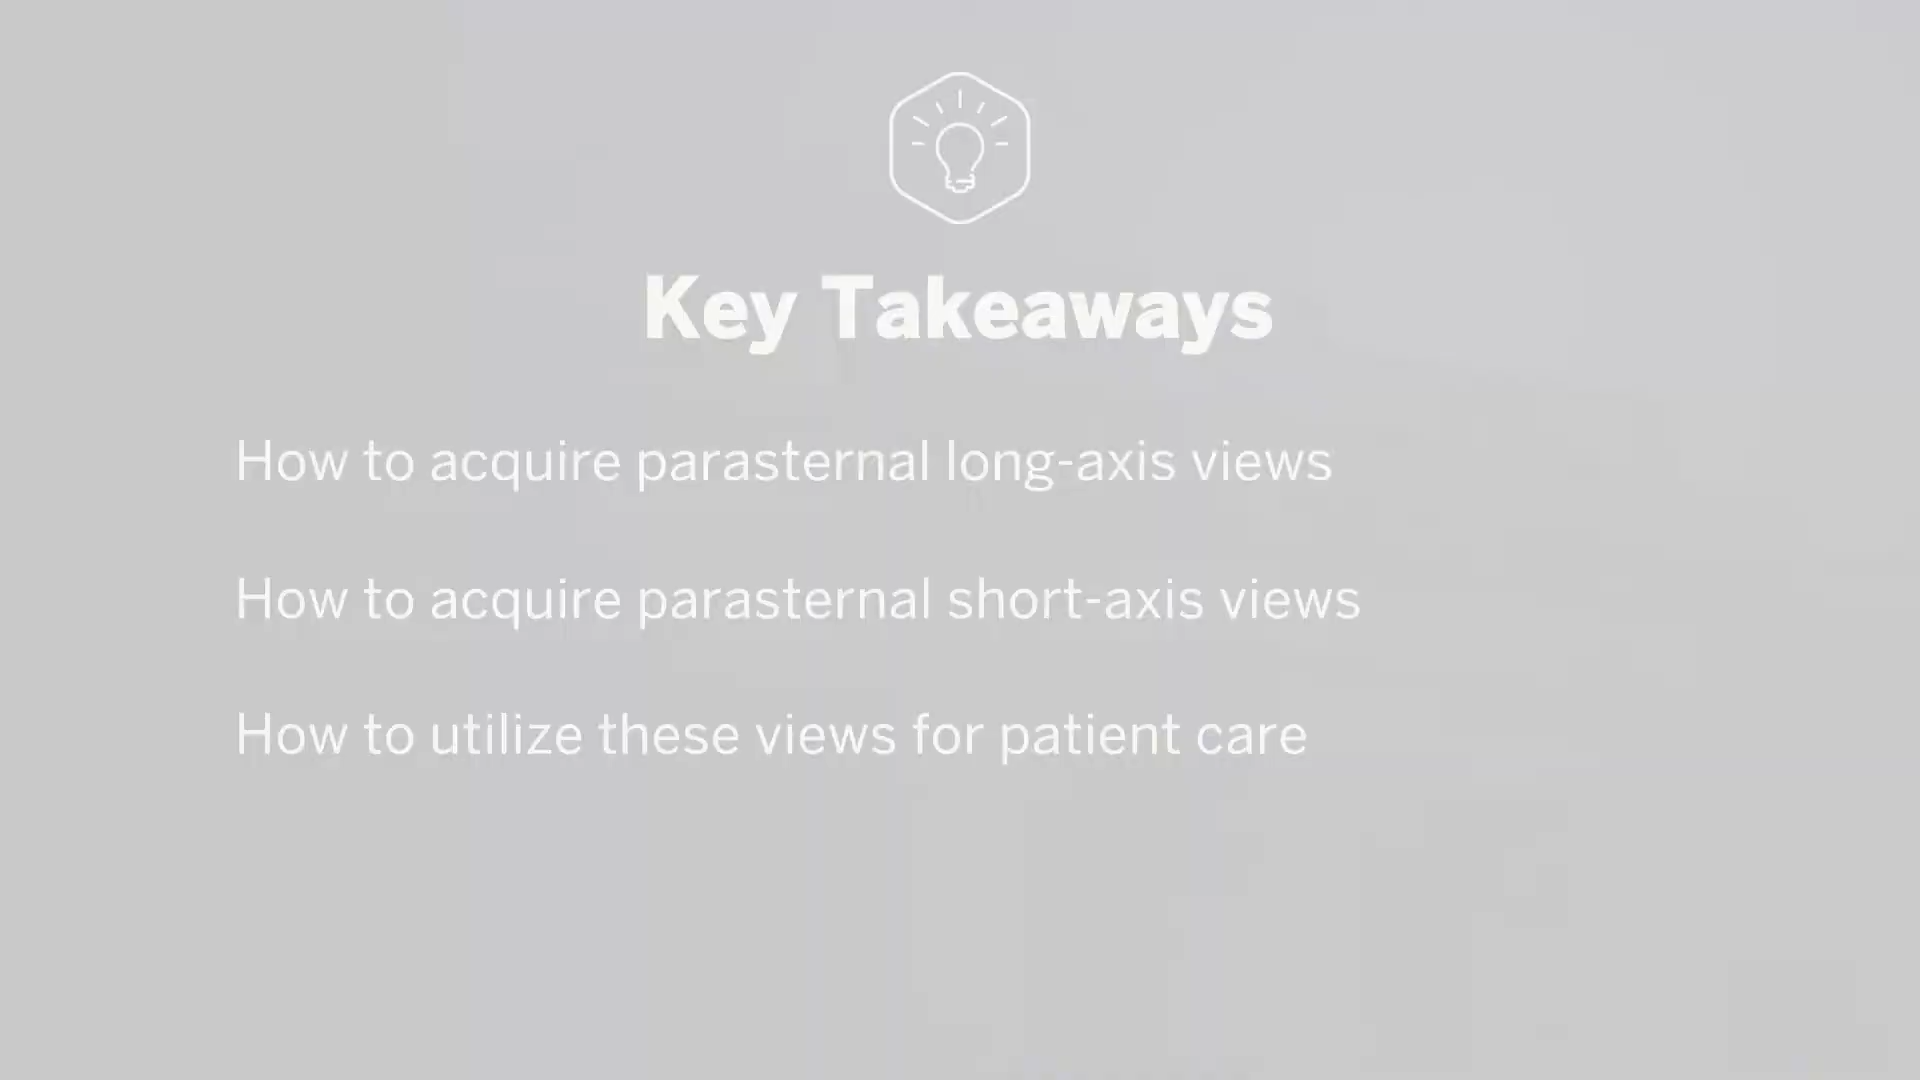 Key Takeaways
How to acquire parasternal long-axis views
How to acquire parasternal short-axis views
How to utilize these views for patient care